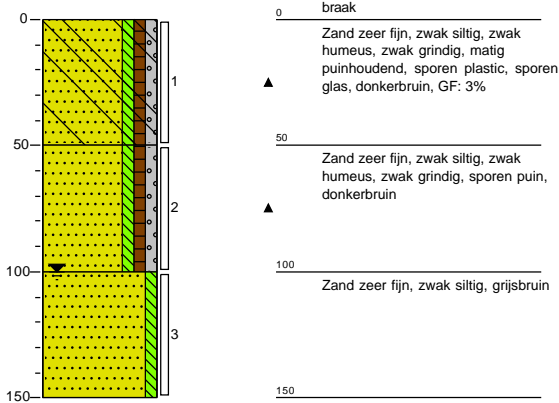 braak
0
0
Zand zeer fijn, zwak siltig, zwak
humeus, zwak grindig, matig
puinhoudend, sporen plastic, sporen
glas, donkerbruin, GF: 3%
1
50
50
Zand zeer fijn, zwak siltig, zwak
humeus, zwak grindig, sporen puin,
donkerbruin
2
100
100
Zand zeer fijn, zwak siltig, grijsbruin
3
150
150